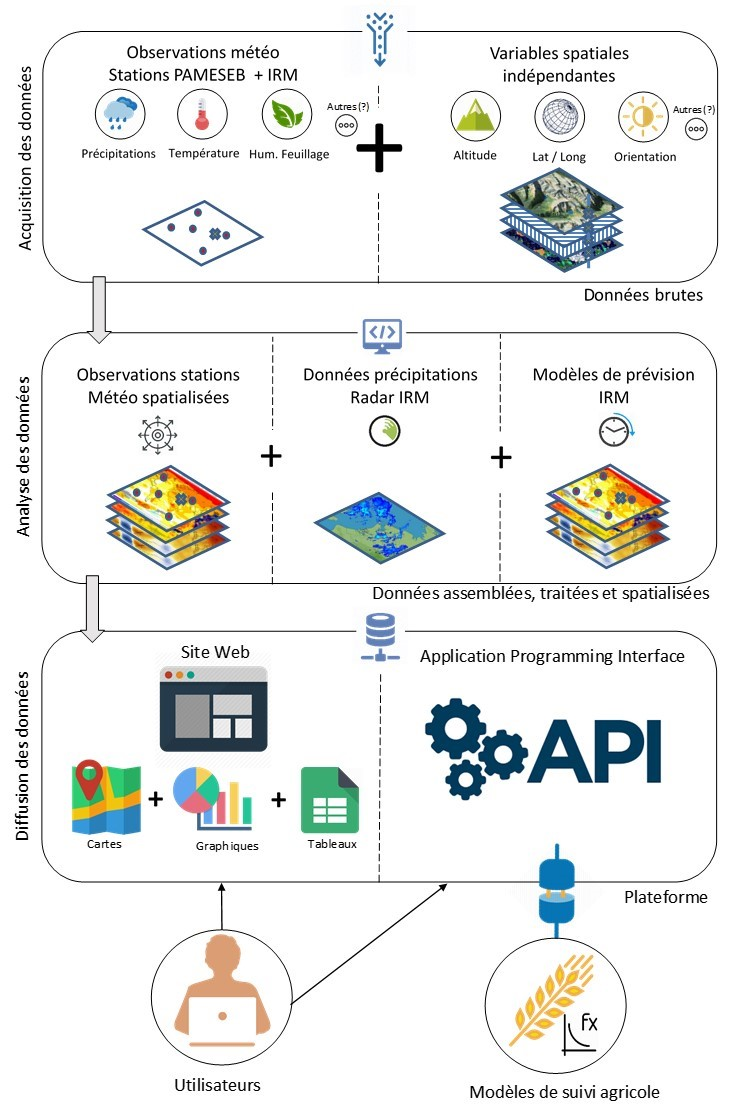 Acquisition des données
Observations météo
Stations PAMESEB + IRM
Précipitations
Température
Hum. Feuillage
Autres(?)
Variables spatiales
indépendantes
Altitude
Lat / Long
Orientation
Autres(?)
Données brutes
Analyse des données
Observations stations
Météo spatialisées
Données précipitations
Radar IRM
Modèles de prévision
IRM
Données assemblées, traitées et spatialisées
Diffusion des données
Site Web
Cartes
Graphiques
Tableaux
Application Programming Interface
API
Plateforme
Utilisateurs
fx
Modèles de suivi agricole